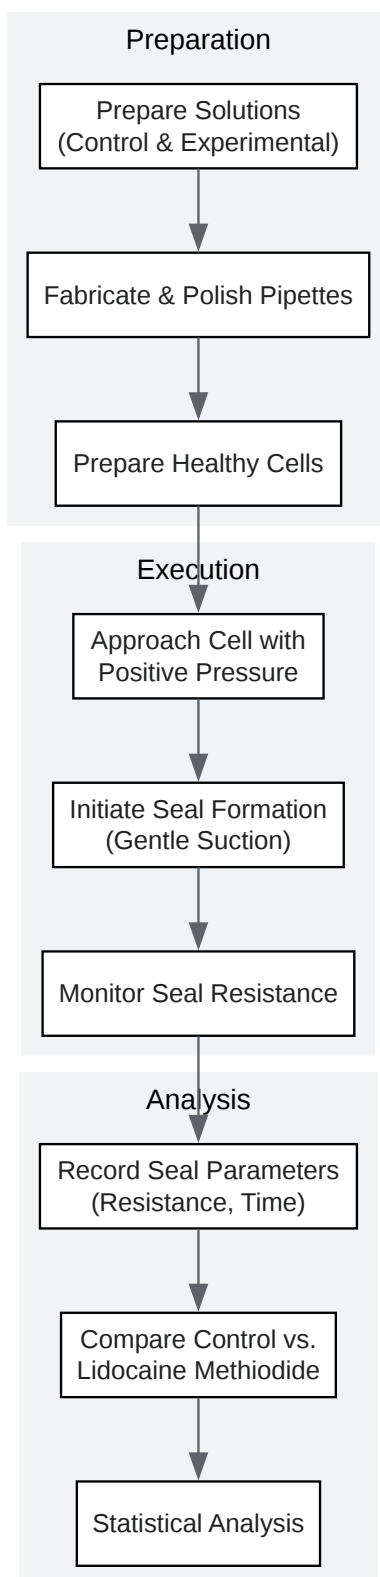 Preparation
Prepare Solutions
(Control & Experimental)
Fabricate & Polish Pipettes
Prepare Healthy Cells
Execution
Approach Cell with
Positive Pressure
Initiate Seal Formation
(Gentle Suction)
Monitor Seal Resistance
Analysis
Record Seal Parameters
(Resistance, Time)
Compare Control vs.
Lidocaine Methiodide
Statistical Analysis